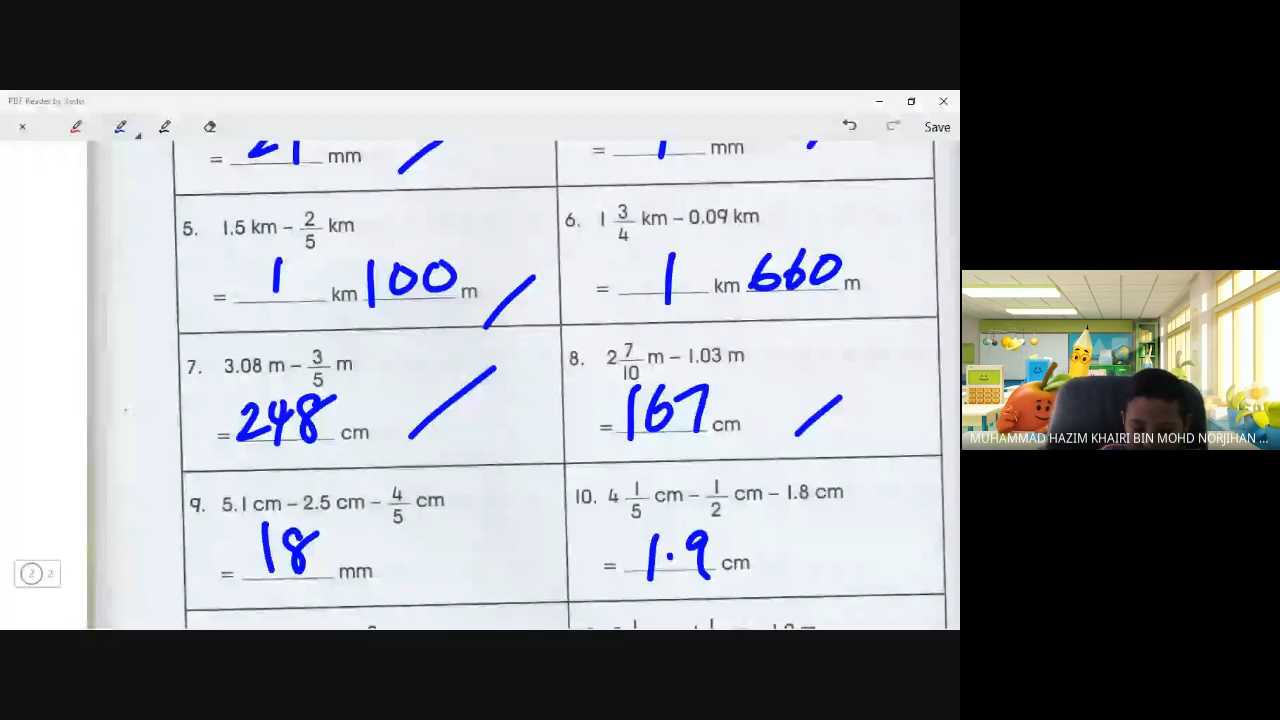 PDF Reader by Xodo
Save
= 21 mm
= 1 mm
5. 1.5 km – 2/5 km
= 1 km 100 m
6. 1 3/4 km – 0.09 km
= 1 km 660 m
7. 3.08 m – 3/5 m
= 248 cm
8. 2 7/10 m – 1.03 m
= 167 cm
9. 5.1 cm – 2.5 cm – 4/5 cm
= 18 mm
10. 4 1/5 cm – 1/2 cm – 1.8 cm
= 1.9 cm
2 2
MUHAMMAD HAZIM KHAIRI BIN MOHD NORJIHAN ...